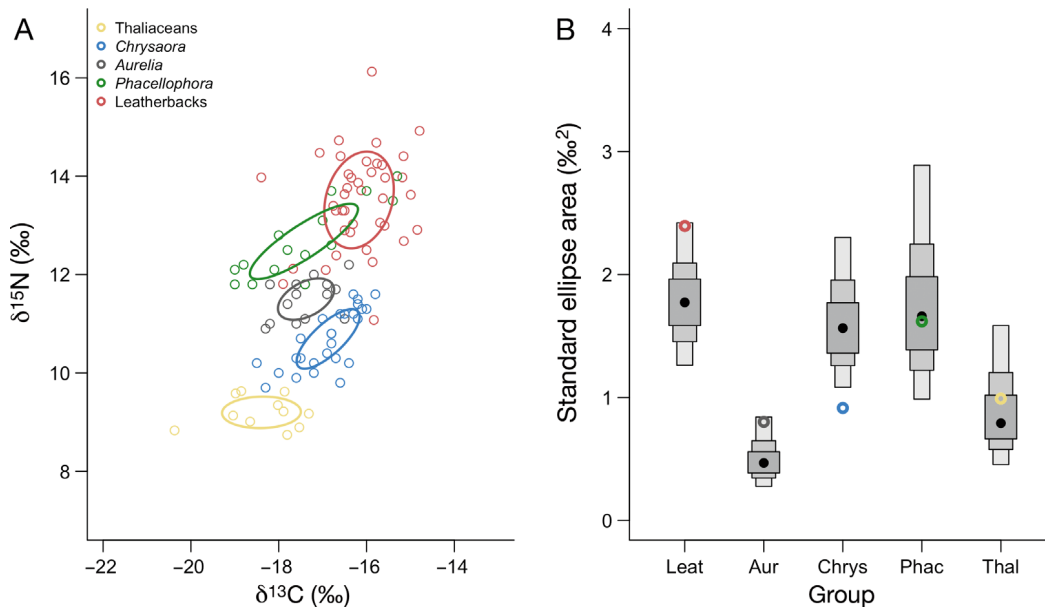 A
Thaliaceans
Chrysaora
Aurelia
Phacellophora
Leatherbacks
16
14
12
10
8
δ15N (‰)
−22 −20 −18 −16 −14
δ13C (‰)
B
4
3
2
1
0
Standard ellipse area (‰2)
Leat Aur Chrys Phac Thal
Group